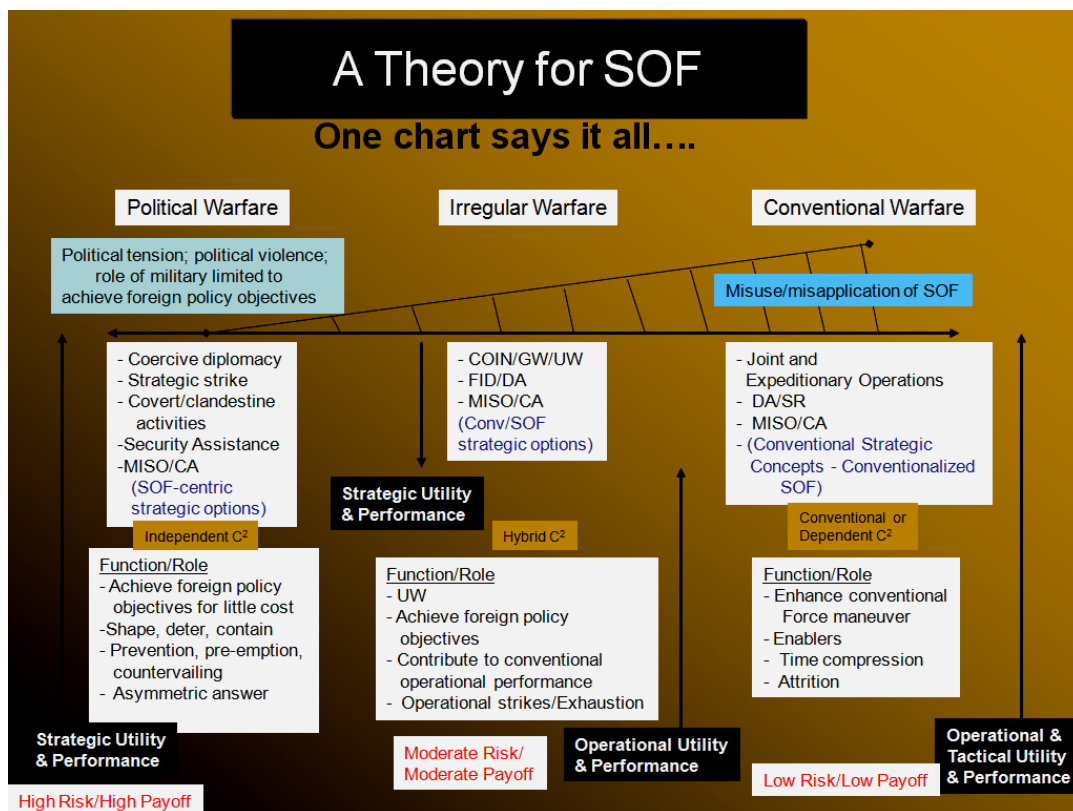 A Theory for SOF
One chart says it all....
Political Warfare
Irregular Warfare
Conventional Warfare
Political tension; political violence;
role of military limited to
achieve foreign policy objectives
Misuse/misapplication of SOF
- Coercive diplomacy
- Strategic strike
- Covert/clandestine
activities
-Security Assistance
-MISO/CA
(SOF-centric
strategic options)
- COIN/GW/UW
- FID/DA
- MISO/CA
(Conv/SOF
strategic options)
- Joint and
Expeditionary Operations
- DA/SR
- MISO/CA
- (Conventional Strategic
Concepts - Conventionalized
SOF)
Strategic Utility
& Performance
Independent C²
Hybrid C²
Conventional or
Dependent C²
Function/Role
- Achieve foreign policy
objectives for little cost
-Shape, deter, contain
- Prevention, pre-emption,
countervailing
- Asymmetric answer
Function/Role
- UW
- Achieve foreign policy
objectives
- Contribute to conventional
operational performance
- Operational strikes/Exhaustion
Function/Role
- Enhance conventional
Force maneuver
- Enablers
- Time compression
- Attrition
Strategic Utility
& Performance
High Risk/High Payoff
Moderate Risk/
Moderate Payoff
Operational Utility
& Performance
Low Risk/Low Payoff
Operational &
Tactical Utility
& Performance